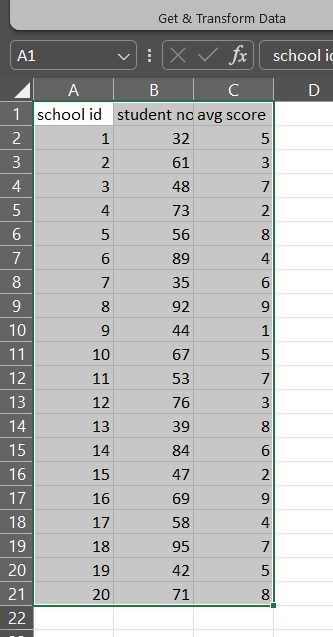 Get & Transform Data
A1 fx school i
A B C D
1 school id student no avg score
2 1 32 5
3 2 61 3
4 3 48 7
5 4 73 2
6 5 56 8
7 6 89 4
8 7 35 6
9 8 92 9
10 9 44 1
11 10 67 5
12 11 53 7
13 12 76 3
14 13 39 8
15 14 84 6
16 15 47 2
17 16 69 9
18 17 58 4
19 18 95 7
20 19 42 5
21 20 71 8
22